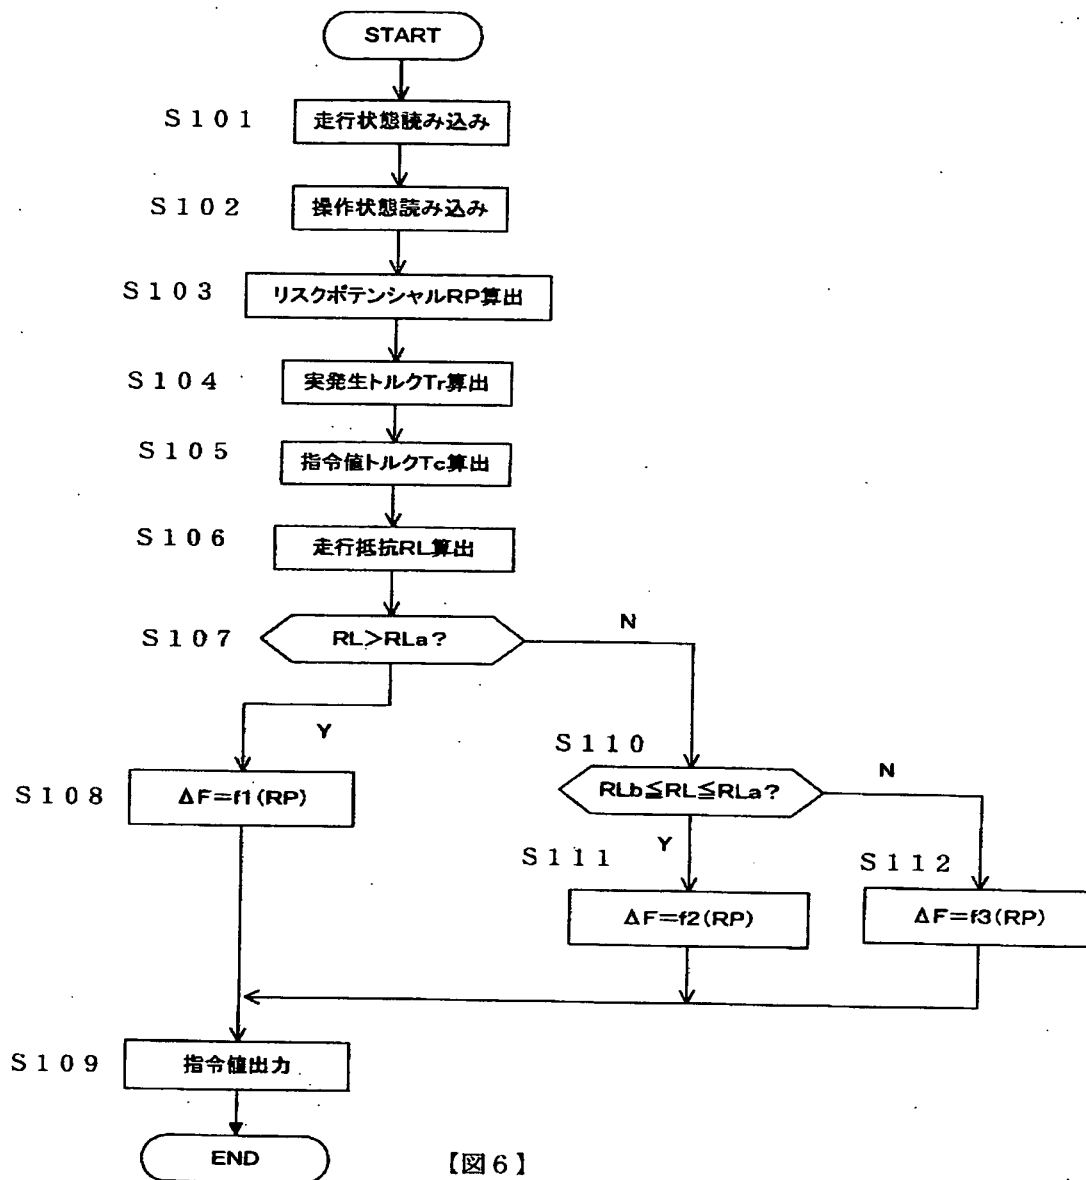 START
S101
走行状態読み込み
S102
操作状態読み込み
S103
リスクポテンシャルRP算出
S104
実発生トルクTr算出
S105
指令値トルクTc算出
S106
走行抵抗RL算出
S107
RL>RLa?
N
Y
S108
ΔF=f1(RP)
S110
RLb≦RL≦RLa?
N
Y
S111
ΔF=f2(RP)
S112
ΔF=f3(RP)
S109
指令値出力
END
【図6】